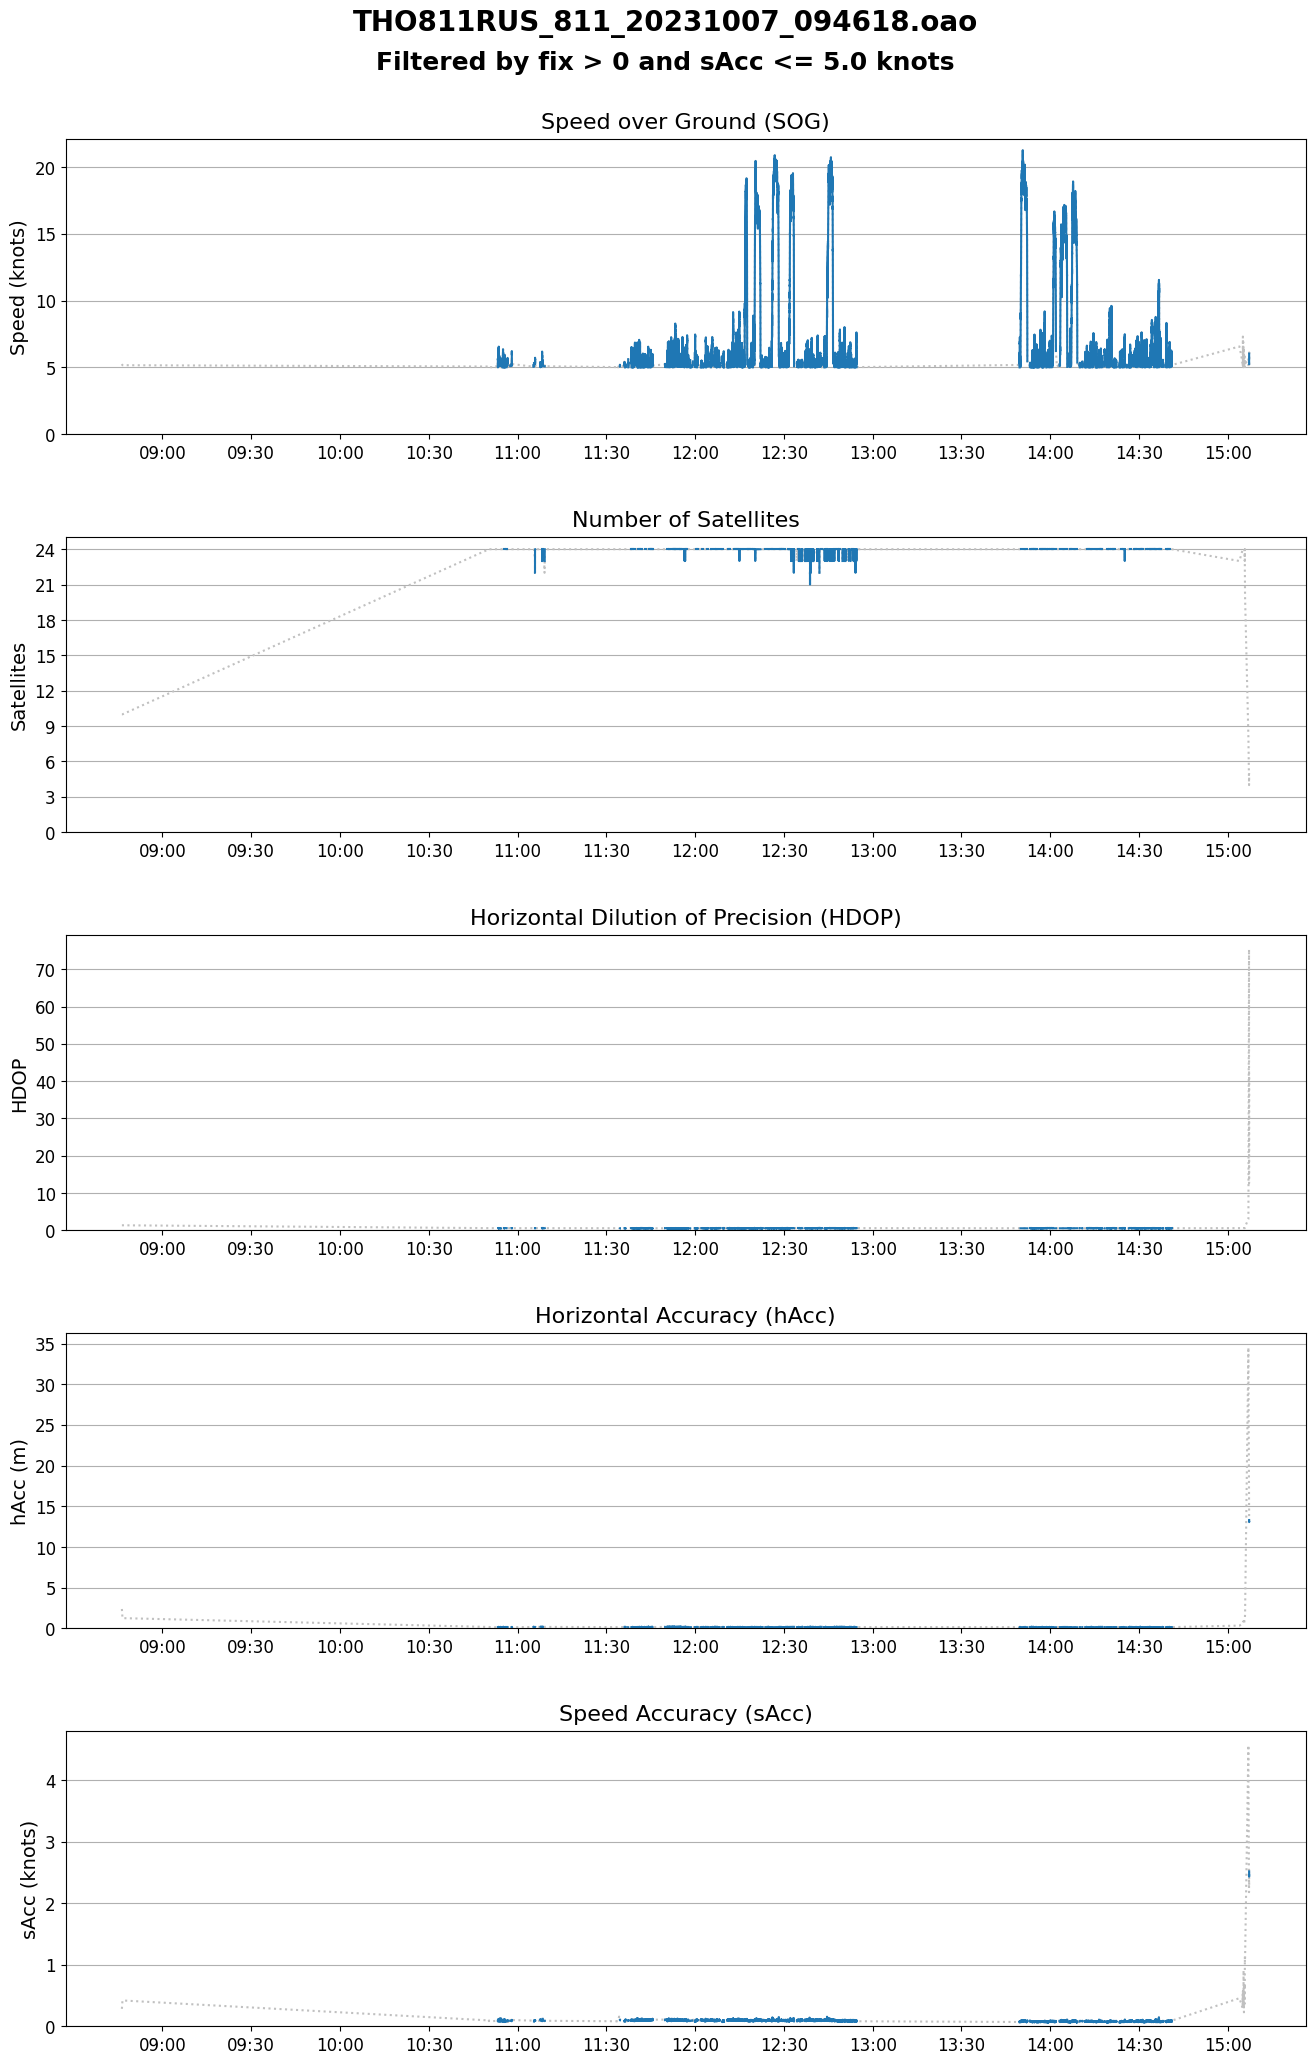 THO811RUS_811_20231007_094618.oao
Filtered by fix > 0 and sAcc <= 5.0 knots
Speed over Ground (SOG)
Speed (knots)
20
15
10
5
0
09:00 09:30 10:00 10:30 11:00 11:30 12:00 12:30 13:00 13:30 14:00 14:30 15:00
Number of Satellites
Satellites
24
21
18
15
12
9
6
3
0
09:00 09:30 10:00 10:30 11:00 11:30 12:00 12:30 13:00 13:30 14:00 14:30 15:00
Horizontal Dilution of Precision (HDOP)
HDOP
70
60
50
40
30
20
10
0
09:00 09:30 10:00 10:30 11:00 11:30 12:00 12:30 13:00 13:30 14:00 14:30 15:00
Horizontal Accuracy (hAcc)
hAcc (m)
35
30
25
20
15
10
5
0
09:00 09:30 10:00 10:30 11:00 11:30 12:00 12:30 13:00 13:30 14:00 14:30 15:00
Speed Accuracy (sAcc)
sAcc (knots)
4
3
2
1
0
09:00 09:30 10:00 10:30 11:00 11:30 12:00 12:30 13:00 13:30 14:00 14:30 15:00